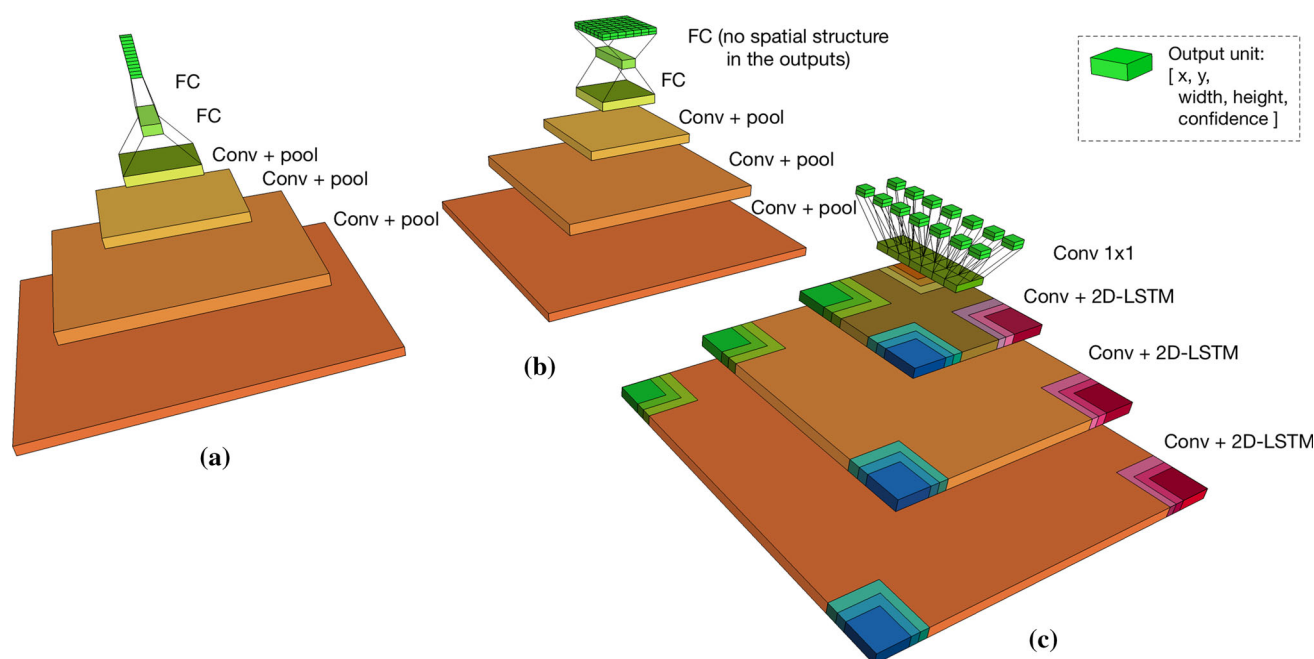 FC
FC
Conv + pool
Conv + pool
Conv + pool
(a)
FC (no spatial structure
in the outputs)
FC
Conv + pool
Conv + pool
Conv + pool
(b)
Output unit:
[ x, y,
width, height,
confidence ]
Conv 1x1
Conv + 2D-LSTM
Conv + 2D-LSTM
Conv + 2D-LSTM
(c)